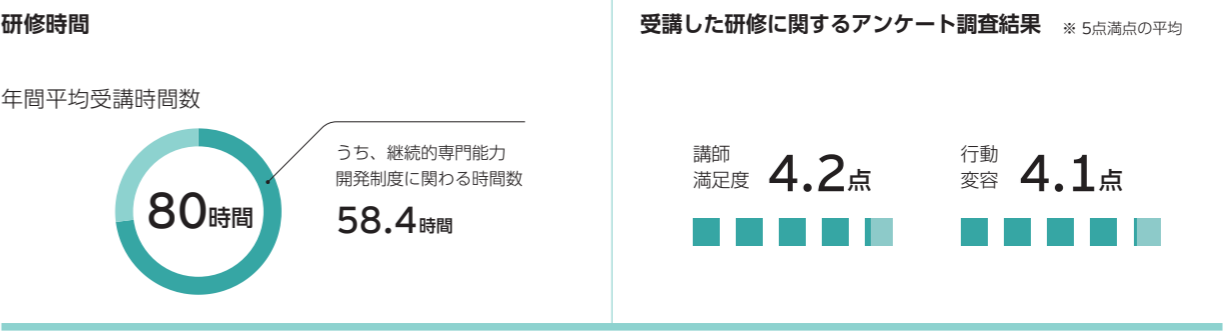 研修時間
年間平均受講時間数
80時間
うち、継続的専門能力
開発制度に関わる時間数
58.4時間
受講した研修に関するアンケート調査結果 ※ 5点満点の平均
講師
満足度 4.2点
行動
変容 4.1点